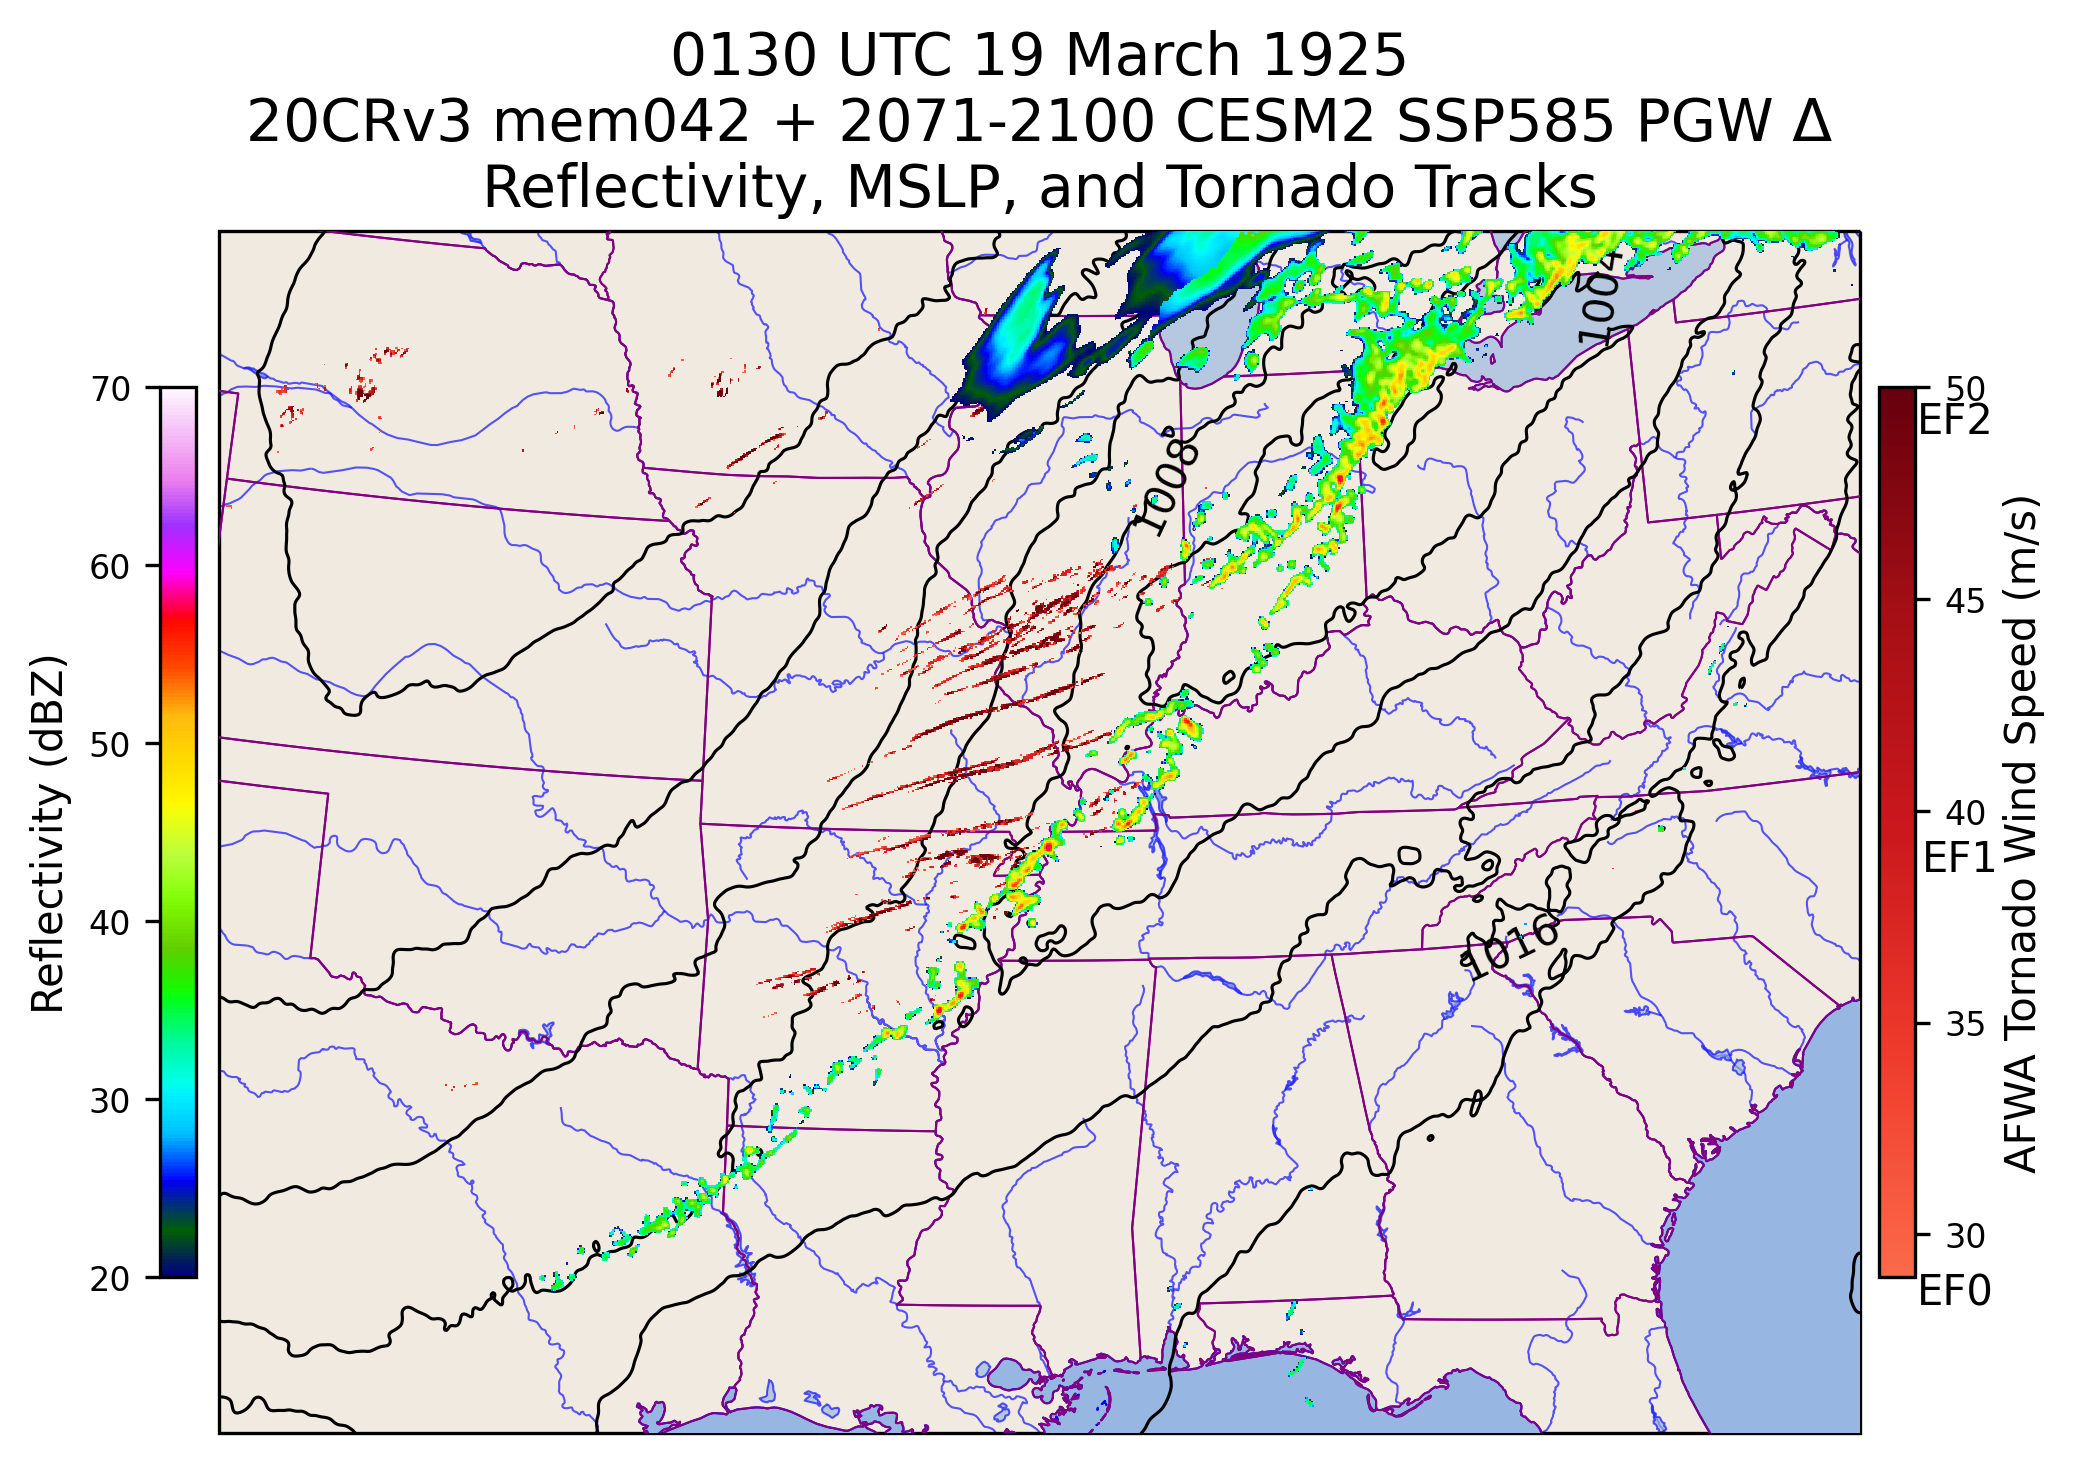 0130 UTC 19 March 1925
20CRv3 mem042 + 2071-2100 CESM2 SSP585 PGW Δ
Reflectivity, MSLP, and Tornado Tracks
Reflectivity (dBZ)
70
60
50
40
30
20
1004
1008
1016
50
EF2
45
40
EF1
35
30
EF0
AFWA Tornado Wind Speed (m/s)